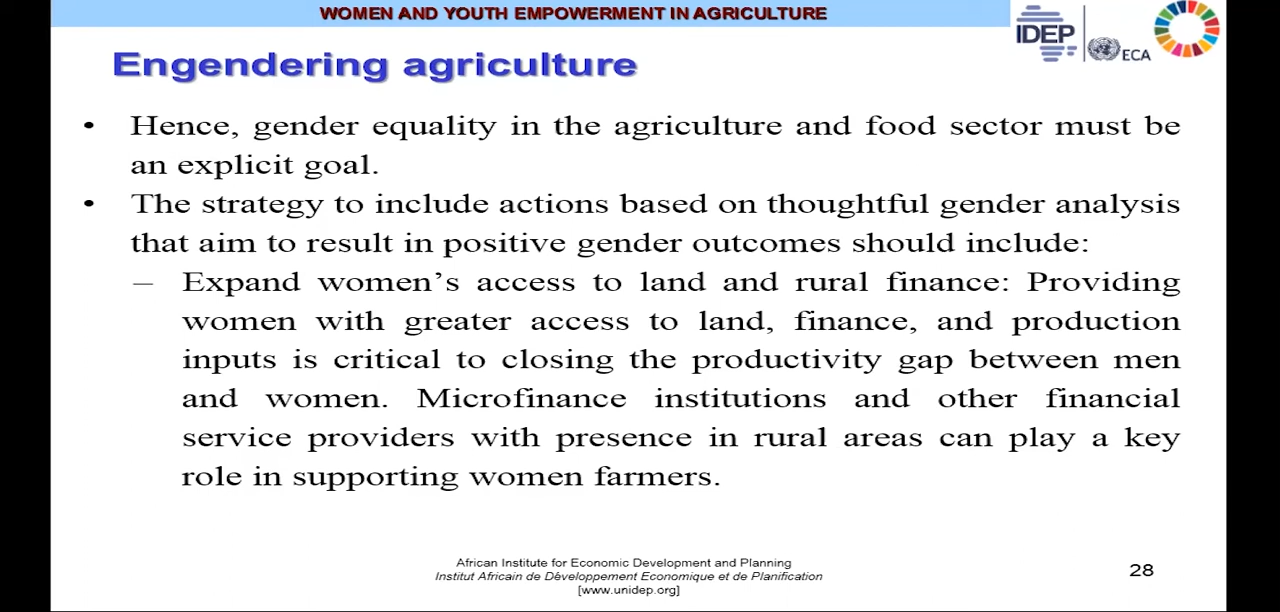 WOMEN AND YOUTH EMPOWERMENT IN AGRICULTURE
IDEP
ECA
Engendering agriculture
• Hence, gender equality in the agriculture and food sector must be
an explicit goal.
• The strategy to include actions based on thoughtful gender analysis
that aim to result in positive gender outcomes should include:
– Expand women’s access to land and rural finance: Providing
women with greater access to land, finance, and production
inputs is critical to closing the productivity gap between men
and women. Microfinance institutions and other financial
service providers with presence in rural areas can play a key
role in supporting women farmers.
African Institute for Economic Development and Planning
Institut Africain de Développement Economique et de Planification
[www.unidep.org]
28